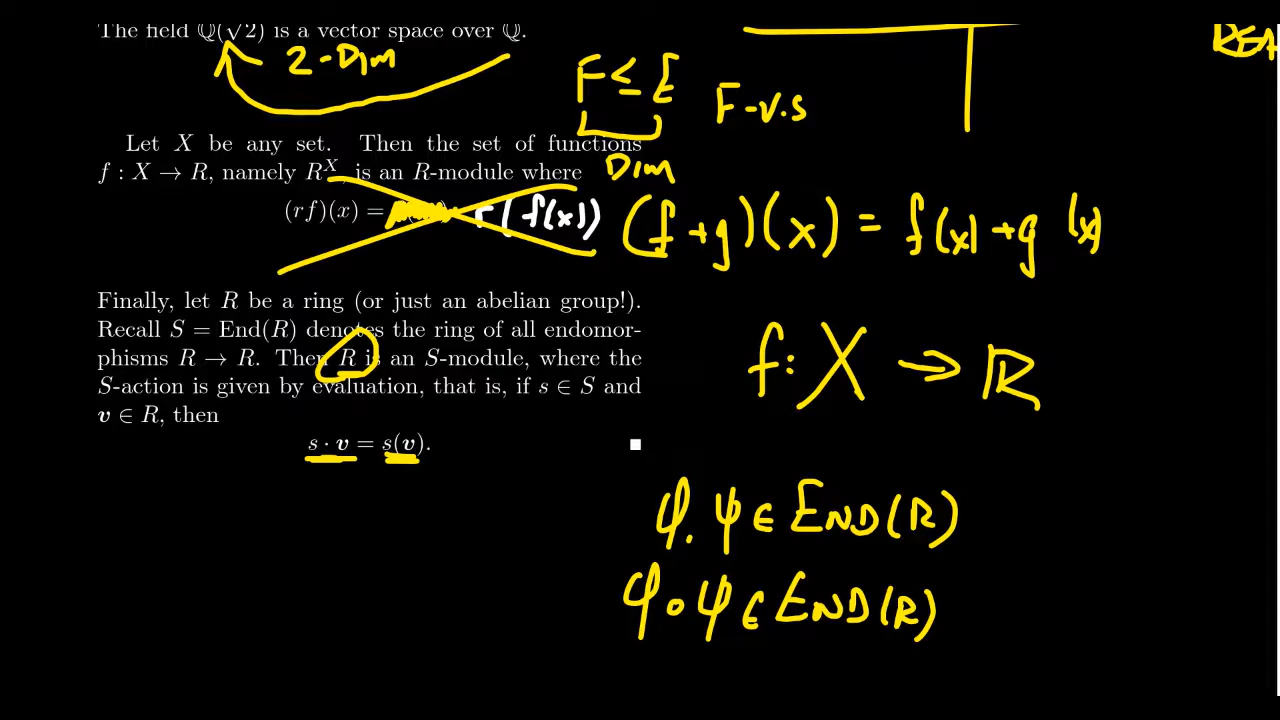 The field ℚ(√2) is a vector space over ℚ.
2-Dim
F ≤ E
F-v.s
Dim
Let X be any set. Then the set of functions
f : X → R, namely R^X, is an R-module where
(rf)(x) = r(f(x))
(f+g)(x) = f(x)+g(x)
Finally, let R be a ring (or just an abelian group!).
Recall S = End(R) denotes the ring of all endomor-
phisms R → R. Then R is an S-module, where the
S-action is given by evaluation, that is, if s ∈ S and
v ∈ R, then
s · v = s(v). ■
f: X → R
φ, ψ ∈ END(R)
φ∘ψ ∈ END(R)